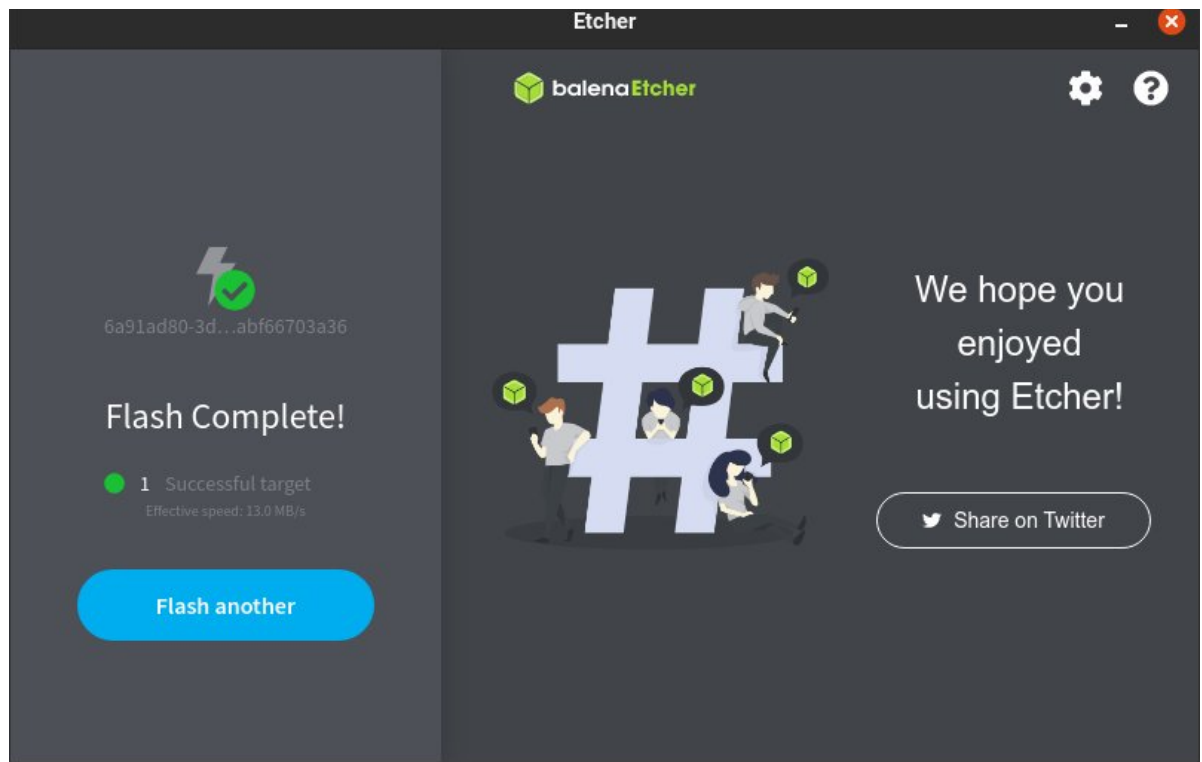 Etcher
balenaEtcher
6a91ad80-3d...abf66703a36
Flash Complete!
1 Successful target
Effective speed: 13.0 MB/s
Flash another
We hope you
enjoyed
using Etcher!
Share on Twitter